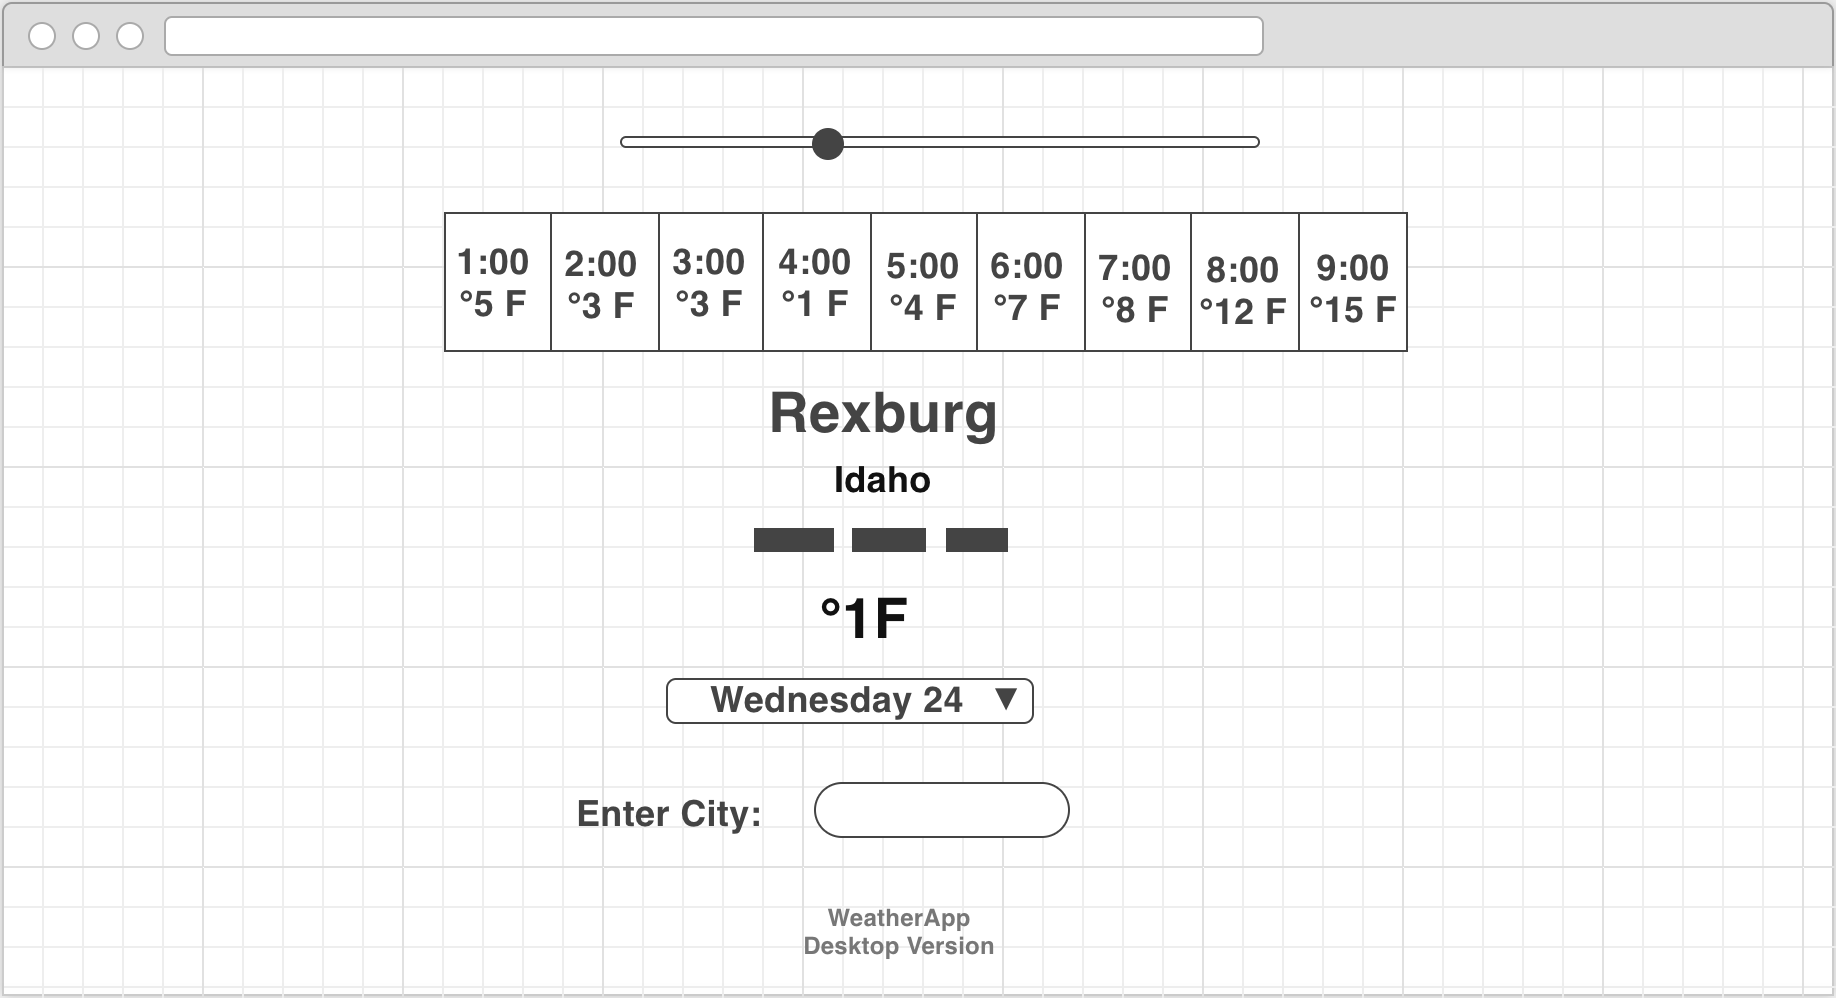 1:00 2:00 3:00 4:00 5:00 6:00 7:00 8:00 9:00
°5 F °3 F °3 F °1 F °4 F °7 F °8 F °12 F °15 F
Rexburg
Idaho
°1F
Wednesday 24 ▼
Enter City:
WeatherApp
Desktop Version